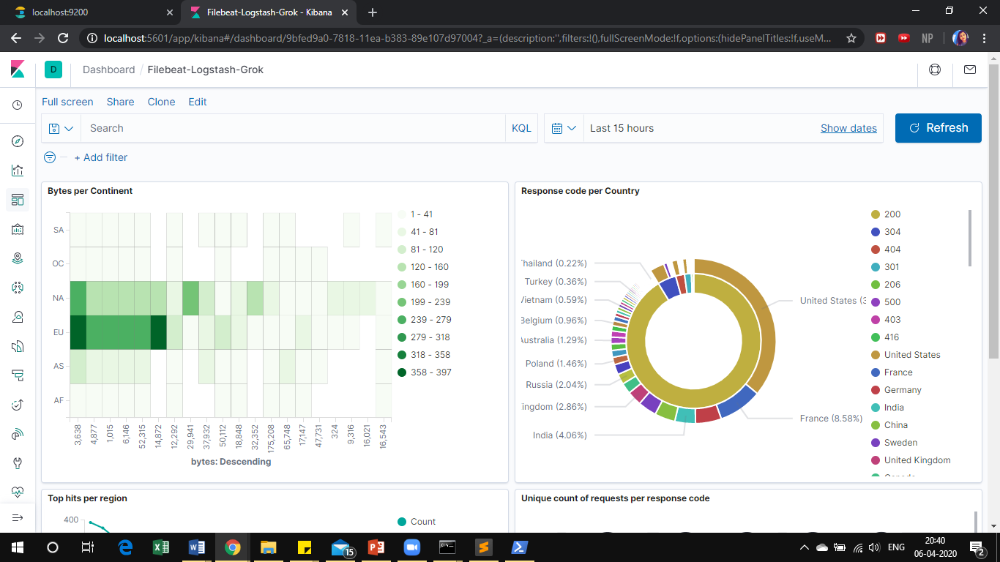 localhost:9200
Filebeat-Logstash-Grok - Kibana
localhost:5601/app/kibana#/dashboard/9bfed9a0-7818-11ea-b383-89e107d97004?_a=(description:'',filters:!(),fullScreenMode:!f,options:(hidePanelTitles:!f,useM...
NP
D
Dashboard / Filebeat-Logstash-Grok
Full screen Share Clone Edit
Search
KQL
Last 15 hours
Show dates
Refresh
+ Add filter
Bytes per Continent
SA
OC
NA
EU
AS
AF
3,638
4,877
1,015
6,146
52,315
14,872
12,292
29,941
37,932
50,112
18,848
32,352
175,208
65,748
17,147
47,731
324
9,316
16,021
16,543
bytes: Descending
1 - 41
41 - 81
81 - 120
120 - 160
160 - 199
199 - 239
239 - 279
279 - 318
318 - 358
358 - 397
Response code per Country
hailand (0.22%)
Turkey (0.36%)
Vietnam (0.59%)
Belgium (0.96%)
Australia (1.29%)
Poland (1.46%)
Russia (2.04%)
ingdom (2.86%)
India (4.06%)
United States (3
France (8.58%)
200
304
404
301
206
500
403
416
United States
France
Germany
India
China
Sweden
United Kingdom
Top hits per region
400
Count
Unique count of requests per response code
15
ENG
20:40
06-04-2020
2